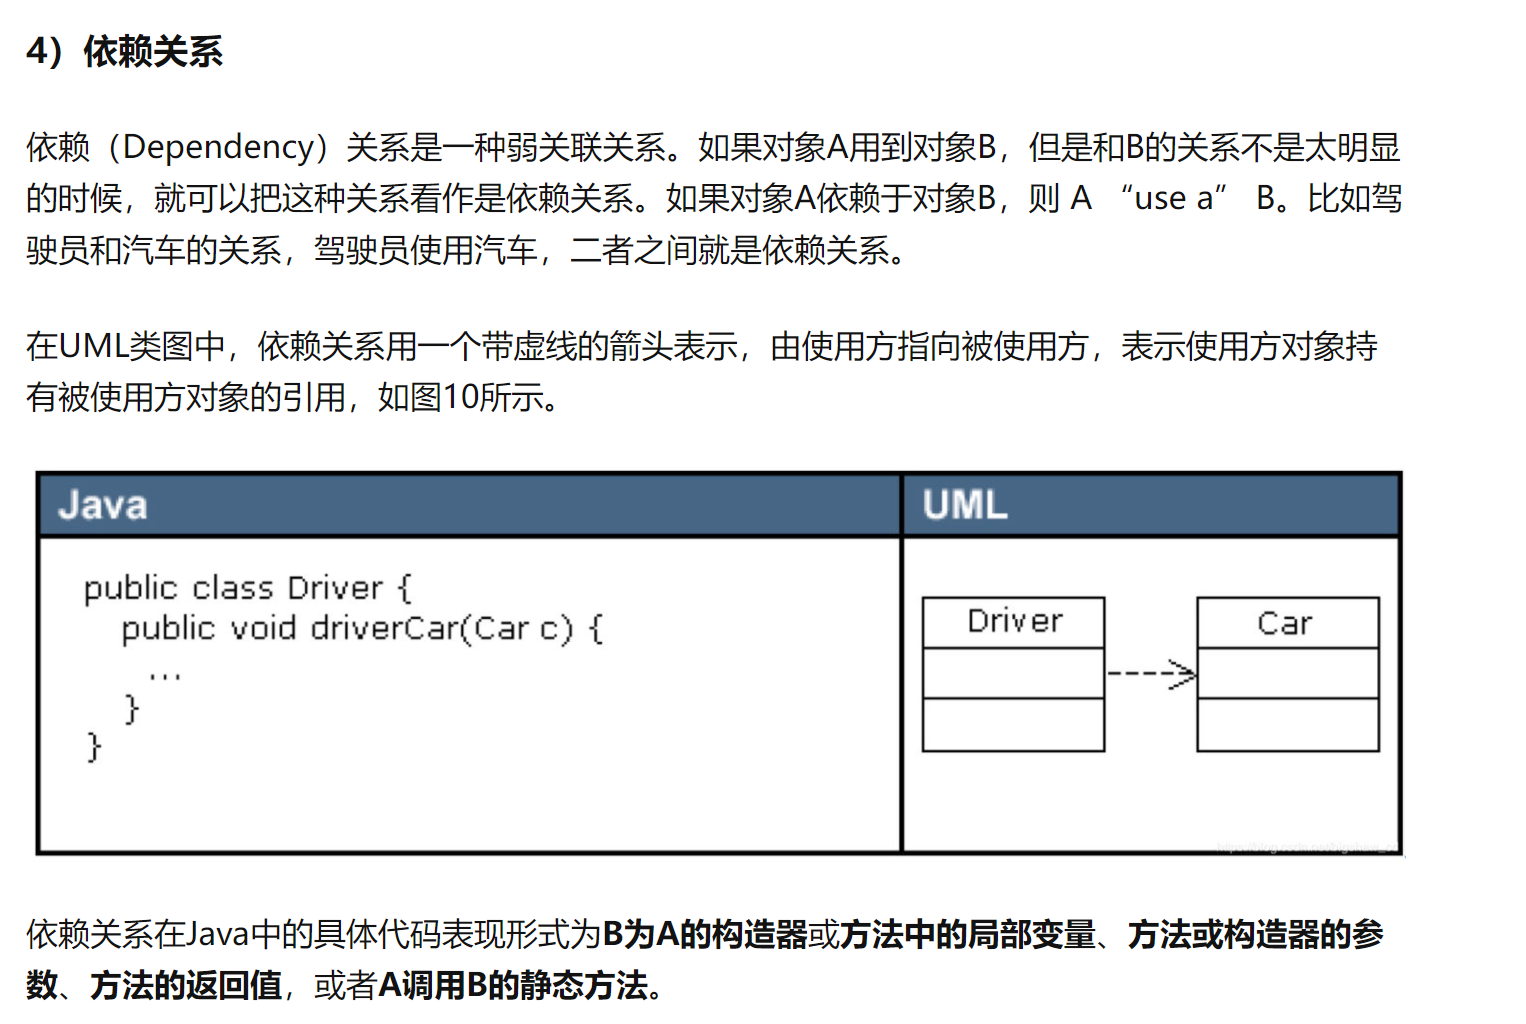 4）依赖关系
依赖（Dependency）关系是一种弱关联关系。如果对象A用到对象B，但是和B的关系不是太明显
的时候，就可以把这种关系看作是依赖关系。如果对象A依赖于对象B，则 A “use a” B。比如驾
驶员和汽车的关系，驾驶员使用汽车，二者之间就是依赖关系。
在UML类图中，依赖关系用一个带虚线的箭头表示，由使用方指向被使用方，表示使用方对象持
有被使用方对象的引用，如图10所示。
Java
UML
public class Driver {
public void driverCar(Car c) {
...
}
}
Driver
Car
依赖关系在Java中的具体代码表现形式为B为A的构造器或方法中的局部变量、方法或构造器的参
数、方法的返回值，或者A调用B的静态方法。